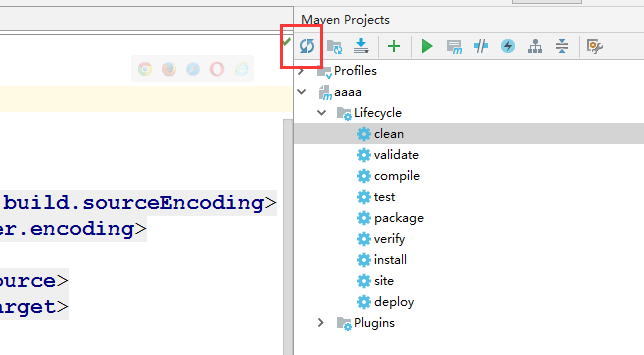 Maven Projects
Profiles
aaaa
Lifecycle
clean
validate
compile
test
package
verify
install
site
deploy
Plugins
build.sourceEncoding>
er.encoding>
ource>
arget>